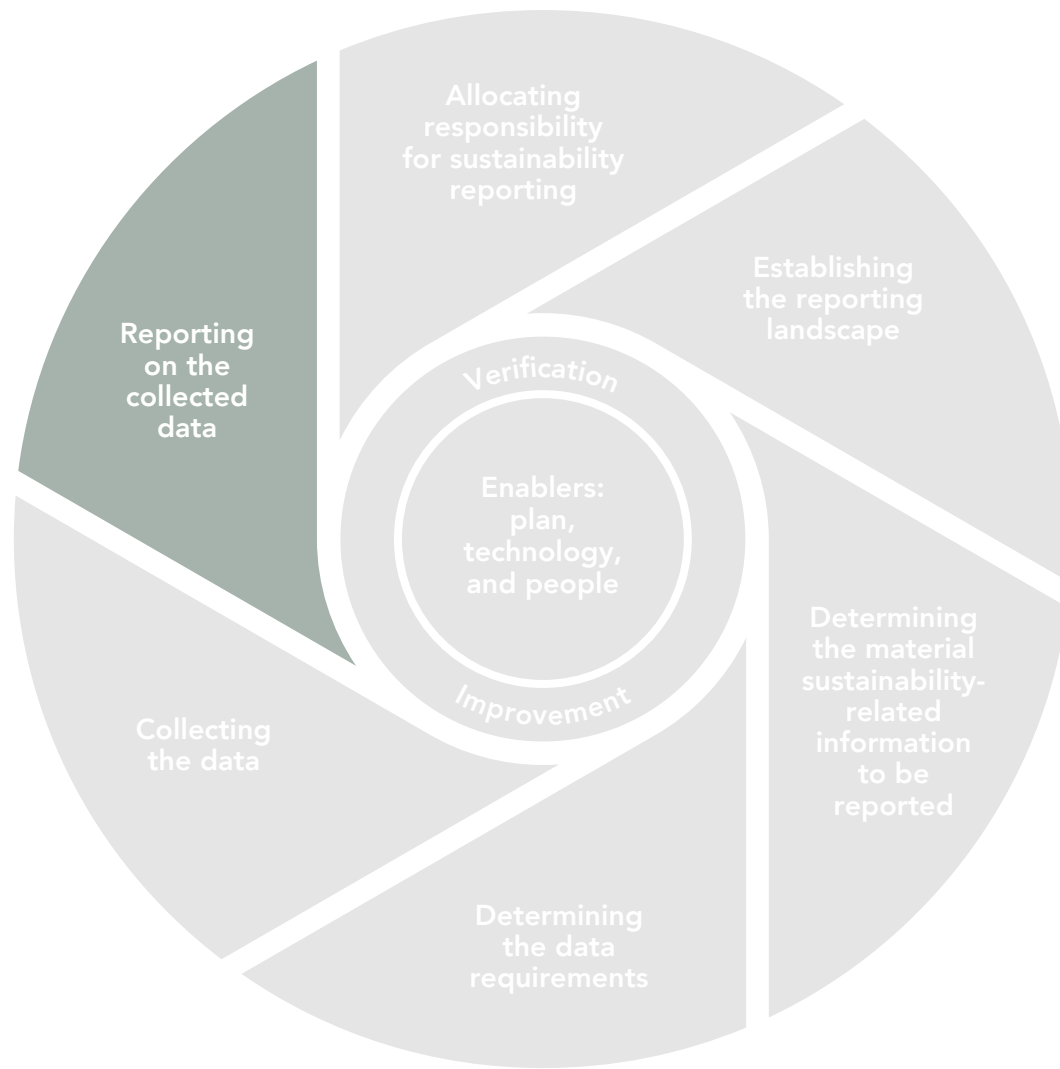 Allocating
responsibility
for sustainability
reporting
Establishing
the reporting
landscape
Determining
the material
sustainability-
related
information
to be
reported
Determining
the data
requirements
Collecting
the data
Reporting
on the
collected
data
Verification
Enablers:
plan,
technology,
and people
Improvement